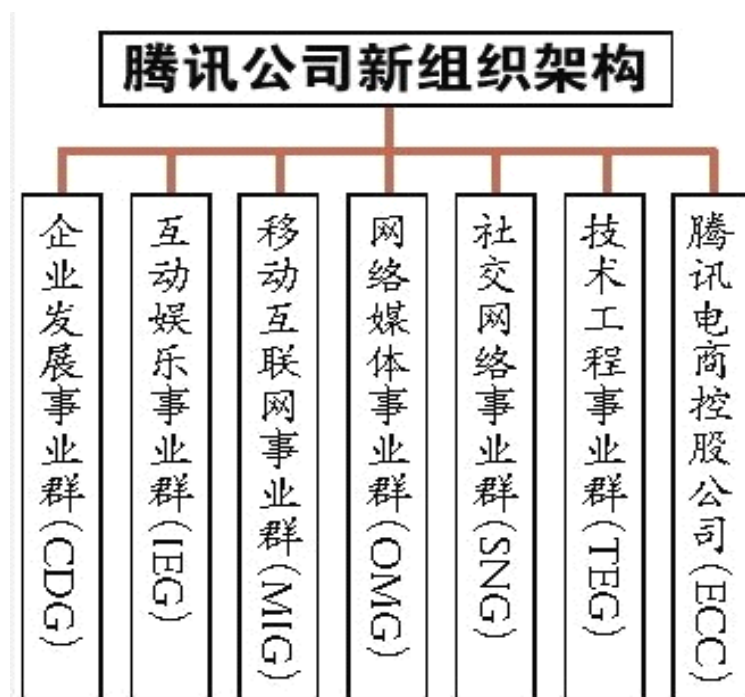 腾讯公司新组织架构
企业发展事业群(CDG)
互动娱乐事业群(IEG)
移动互联网事业群(MIG)
网络媒体事业群(OMG)
社交网络事业群(SNG)
技术工程事业群(TEG)
腾讯电商控股公司(ECC)